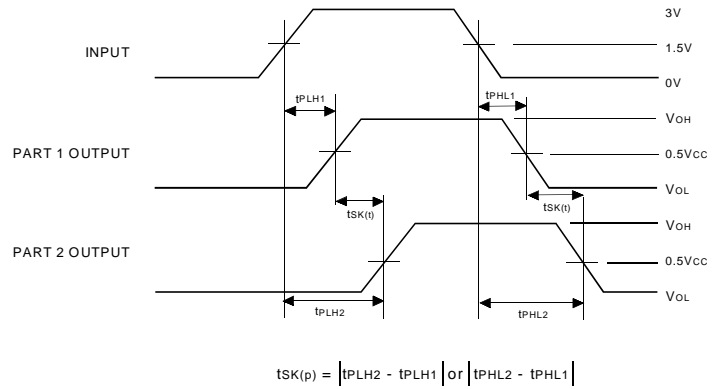 3V
INPUT
1.5V
0V
tPLH1
tPHL1
VOH
PART 1 OUTPUT
0.5VCC
VOL
tSK(t)
tSK(t)
VOH
PART 2 OUTPUT
0.5VCC
VOL
tPLH2
tPHL2
tSK(p) = |tPLH2 - tPLH1| or |tPHL2 - tPHL1|